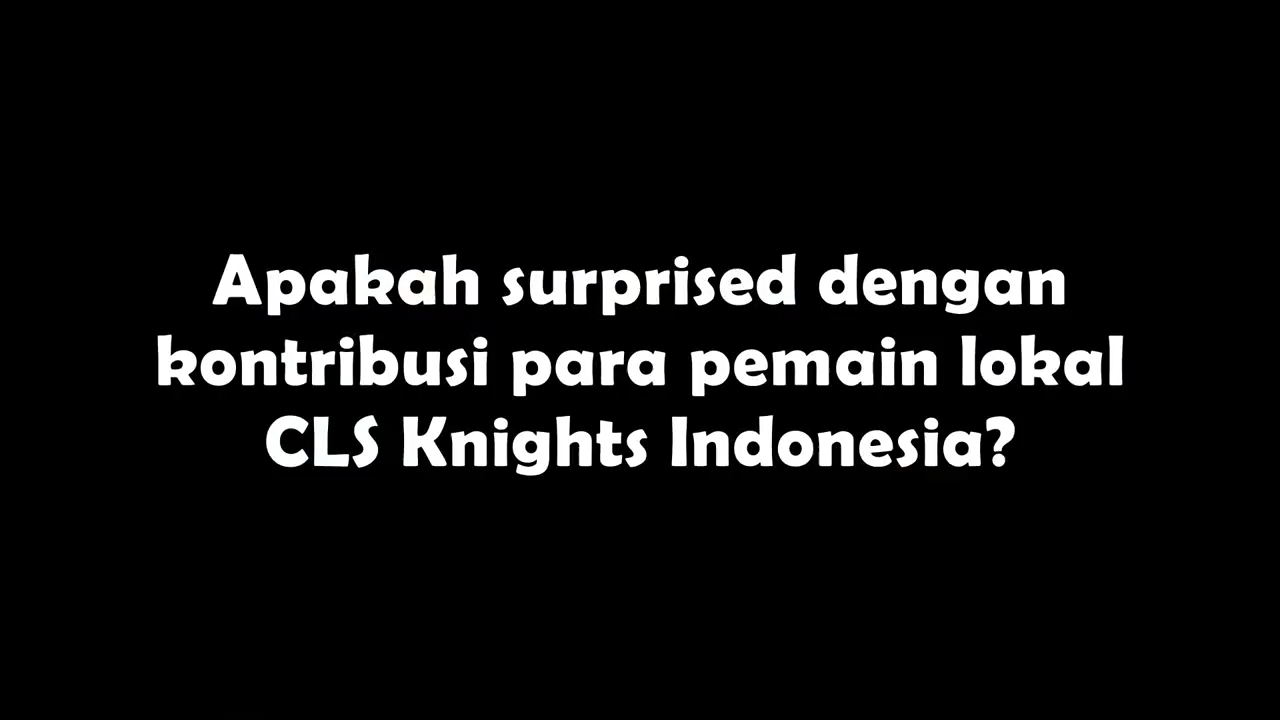 Apakah surprised dengan
kontribusi para pemain lokal
CLS Knights Indonesia?